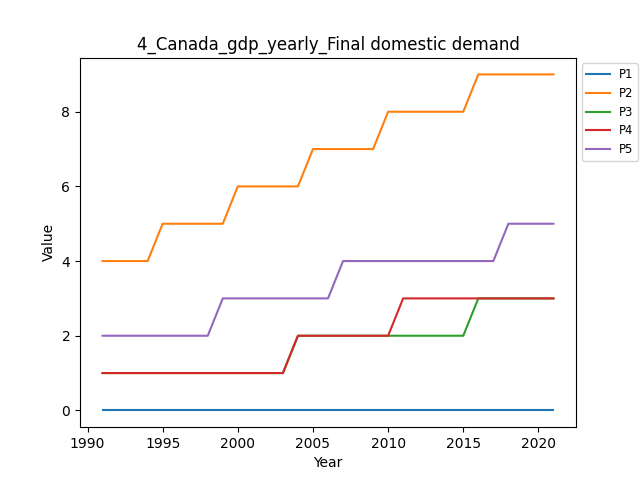 4_Canada_gdp_yearly_Final domestic demand
P1
P2
P3
P4
P5
Value
8
6
4
2
0
1990 1995 2000 2005 2010 2015 2020
Year